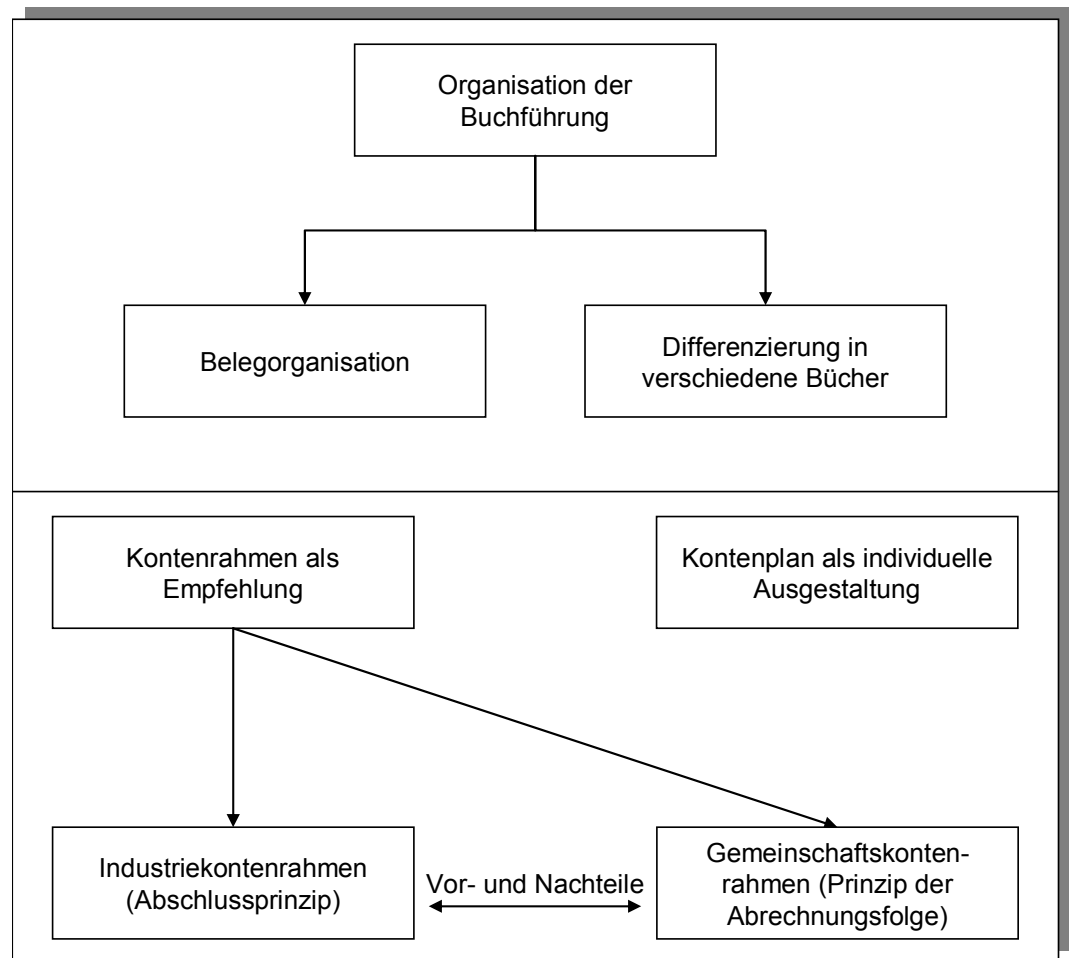 Organisation der
Buchführung
Belegorganisation
Differenzierung in
verschiedene Bücher
Kontenrahmen als
Empfehlung
Kontenplan als individuelle
Ausgestaltung
Industriekontenrahmen
(Abschlussprinzip)
Vor- und Nachteile
Gemeinschaftskonten-
rahmen (Prinzip der
Abrechnungsfolge)